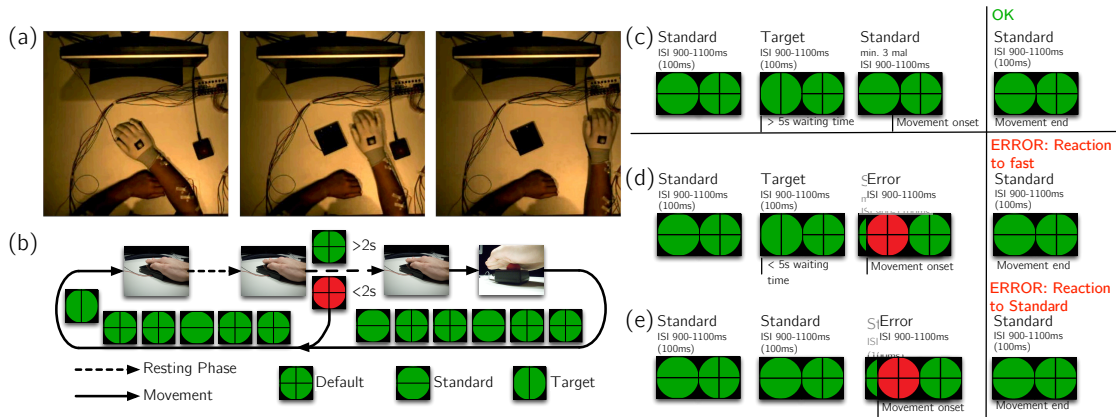 (a)
(b)
>2s
<2s
Resting Phase
Movement
Default
Standard
Target
(c)
Standard
ISI 900-1100ms
(100ms)
Target
ISI 900-1100ms
(100ms)
Standard
min. 3 mal
ISI 900-1100ms
OK
Standard
ISI 900-1100ms
(100ms)
> 5s waiting time
Movement onset
Movement end
ERROR: Reaction
to fast
(d)
Standard
ISI 900-1100ms
(100ms)
Target
ISI 900-1100ms
(100ms)
Error
ISI 900-1100ms
Standard
ISI 900-1100ms
(100ms)
< 5s waiting
time
Movement onset
Movement end
ERROR: Reaction
to Standard
(e)
Standard
ISI 900-1100ms
(100ms)
Standard
ISI 900-1100ms
(100ms)
Error
ISI 900-1100ms
Standard
ISI 900-1100ms
(100ms)
Movement onset
Movement end